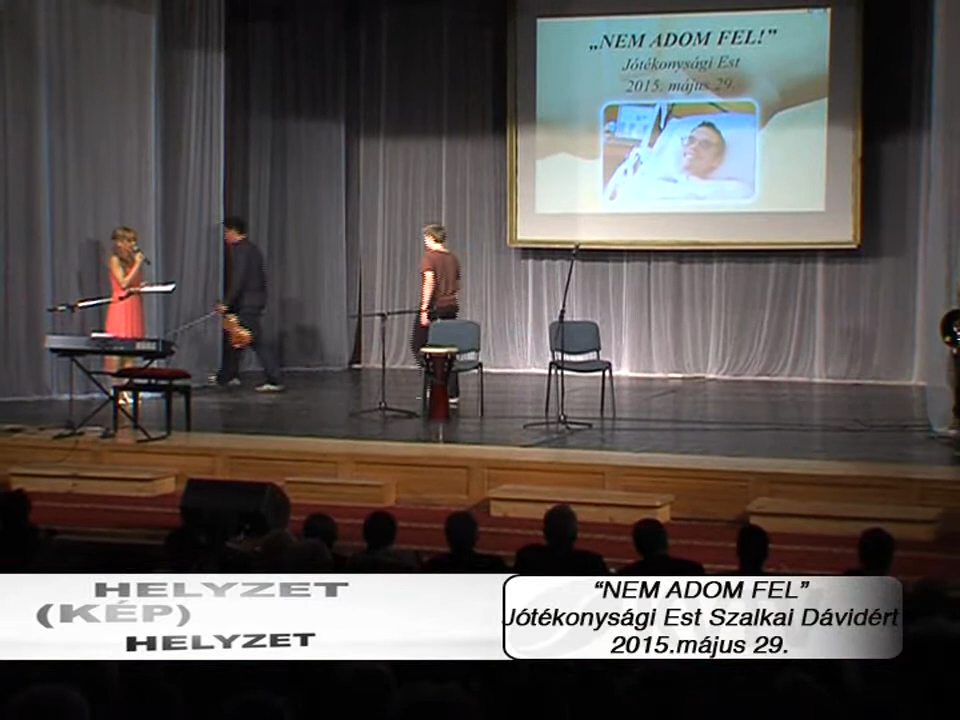 „NEM ADOM FEL!”
Jótékonysági Est
2015. május 29.
HELYZET
(KÉP)
HELYZET
“NEM ADOM FEL”
Jótékonysági Est Szalkai Dávidért
2015.május 29.